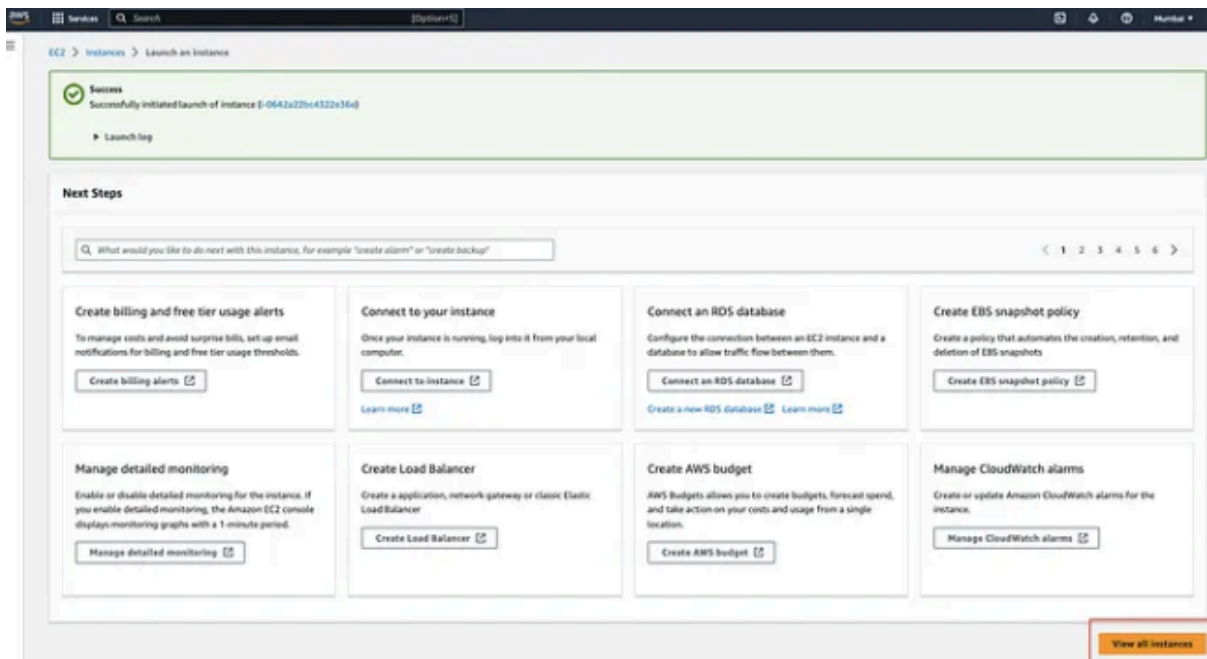 aws
Services
Search
[Option+S]
Mumbai
EC2 > Instances > Launch an instance
Success
Successfully initiated launch of instance (i-0642a22bc4322e36d)
Launch log
Next Steps
What would you like to do next with this instance, for example "create alarm" or "create backup"
< 1 2 3 4 5 6 >
Create billing and free tier usage alerts
To manage costs and avoid surprise bills, set up email
notifications for billing and free tier usage thresholds.
Create billing alerts
Connect to your instance
Once your instance is running, log into it from your local
computer.
Connect to instance
Learn more
Connect an RDS database
Configure the connection between an EC2 instance and a
database to allow traffic flow between them.
Connect an RDS database
Create a new RDS database Learn more
Create EBS snapshot policy
Create a policy that automates the creation, retention, and
deletion of EBS snapshots
Create EBS snapshot policy
Manage detailed monitoring
Enable or disable detailed monitoring for the instance. If
you enable detailed monitoring, the Amazon EC2 console
displays monitoring graphs with a 1-minute period.
Manage detailed monitoring
Create Load Balancer
Create a application, network gateway or classic Elastic
Load Balancer
Create Load Balancer
Create AWS budget
AWS Budgets allows you to create budgets, forecast spend,
and take action on your costs and usage from a single
location.
Create AWS budget
Manage CloudWatch alarms
Create or update Amazon CloudWatch alarms for the
instance.
Manage CloudWatch alarms
View all instances